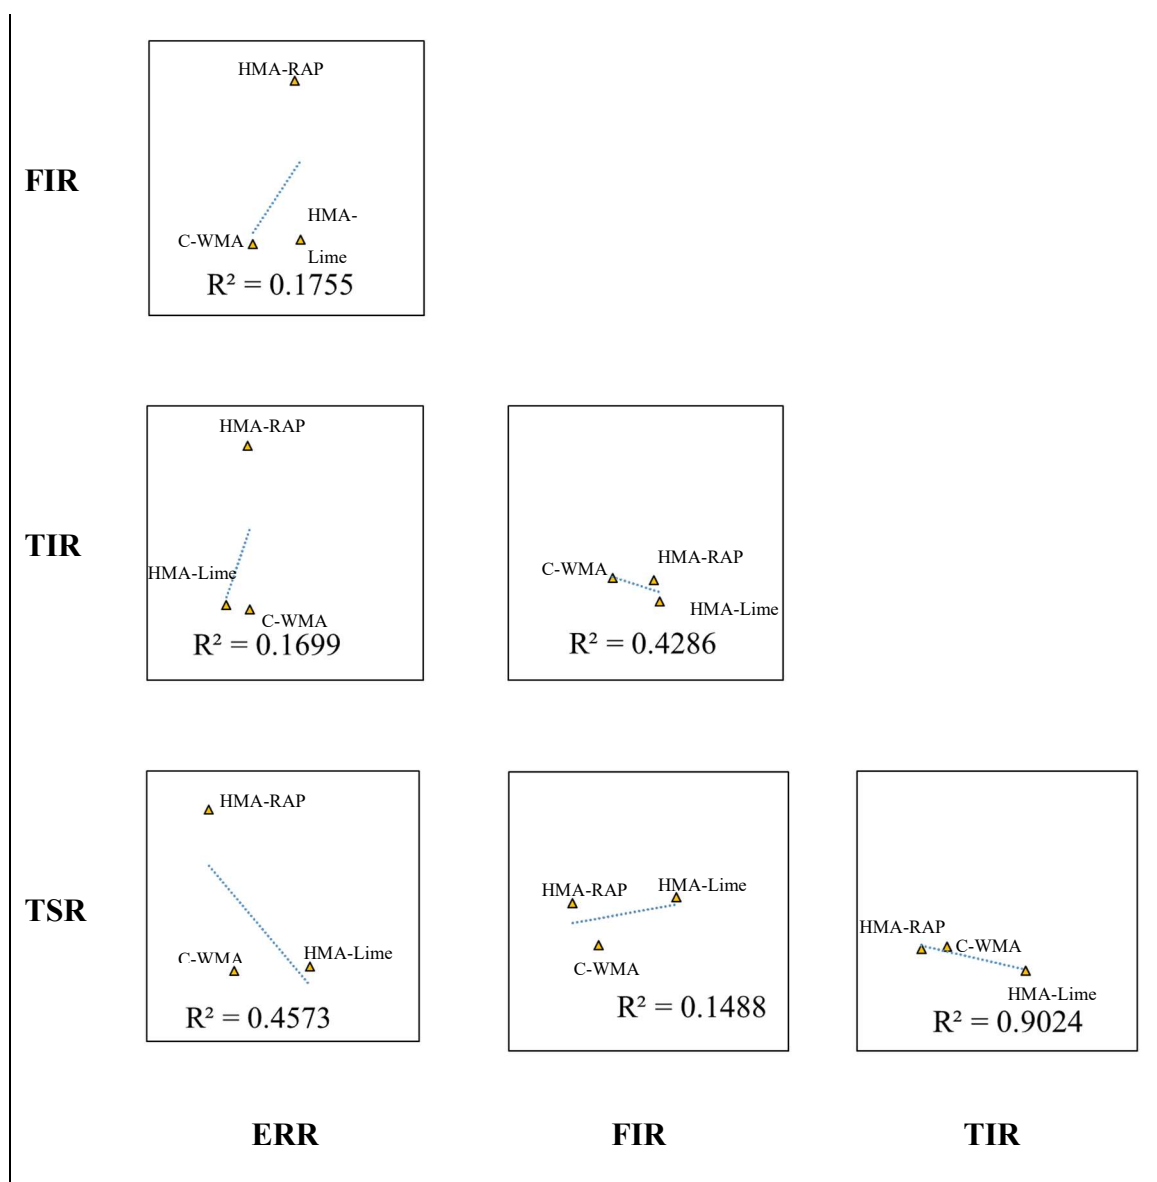 HMA-RAP
FIR
HMA-
C-WMA
Lime
R² = 0.1755
HMA-RAP
TIR
HMA-Lime
C-WMA
R² = 0.1699
C-WMA
HMA-RAP
HMA-Lime
R² = 0.4286
TSR
HMA-RAP
C-WMA
HMA-Lime
R² = 0.4573
HMA-RAP
HMA-Lime
C-WMA
R² = 0.1488
HMA-RAP
C-WMA
HMA-Lime
R² = 0.9024
ERR
FIR
TIR